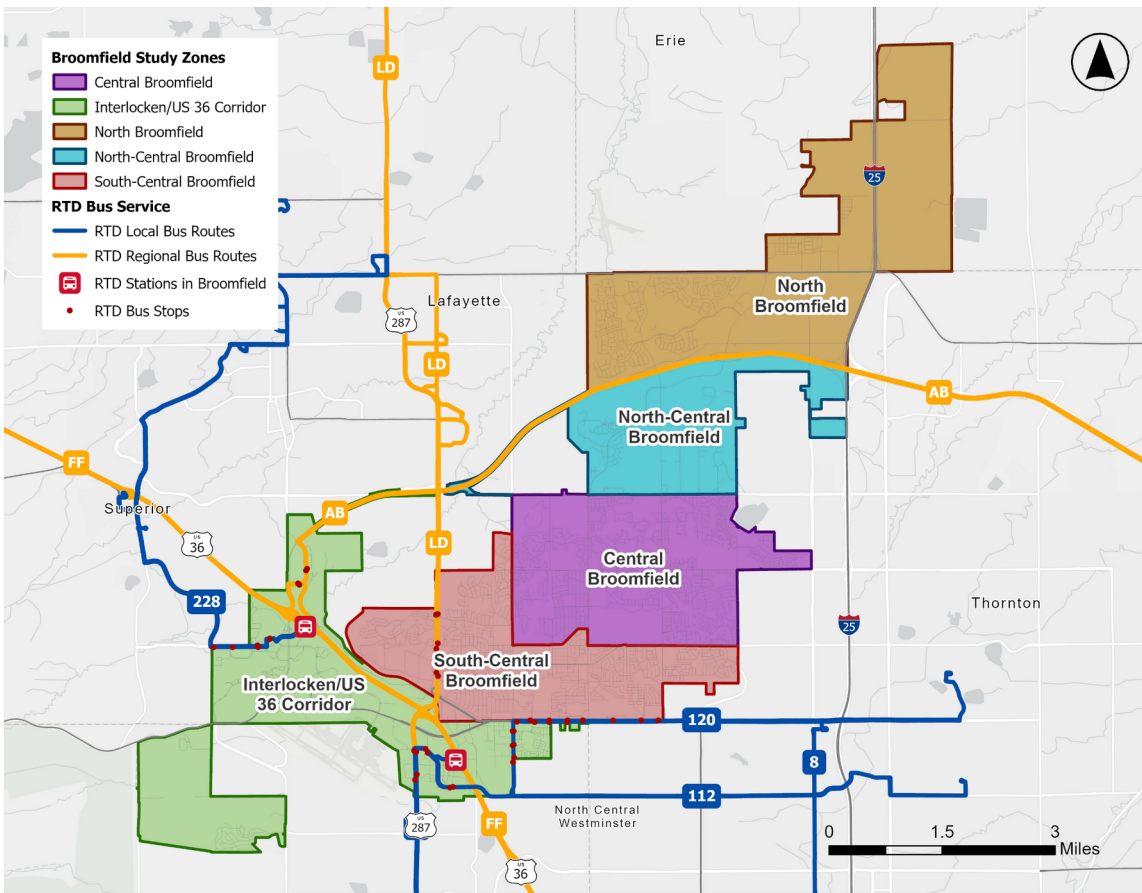 Broomfield Study Zones
Central Broomfield
Interlocken/US 36 Corridor
North Broomfield
North-Central Broomfield
South-Central Broomfield
RTD Bus Service
RTD Local Bus Routes
RTD Regional Bus Routes
RTD Stations in Broomfield
RTD Bus Stops
Erie
LD
25
Lafayette
US
287
North
Broomfield
LD
AB
North-Central
Broomfield
FF
Superior
AB
US
36
LD
Central
Broomfield
228
Thornton
25
South-Central
Broomfield
Interlocken/US
36 Corridor
120
8
112
North Central
Westminster
US
287
FF
US
36
0
1.5
3
Miles